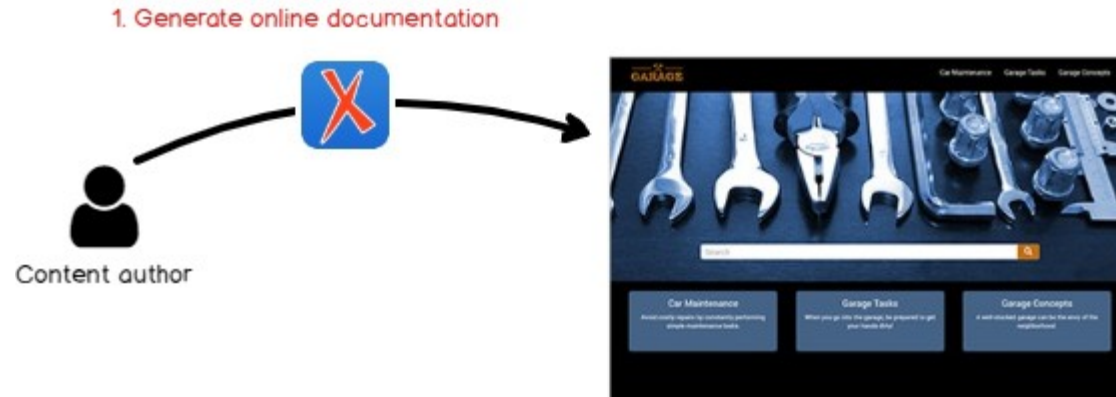 1. Generate online documentation
GARAGE
Car Maintenance Garage Tasks Garage Concepts
Search
Content author
Car Maintenance
Avoid costly repairs by constantly performing
simple maintenance tasks.
Garage Tasks
When you go into the garage, be prepared to get
your hands dirty!
Garage Concepts
A well-stocked garage can be the envy of the
neighborhood